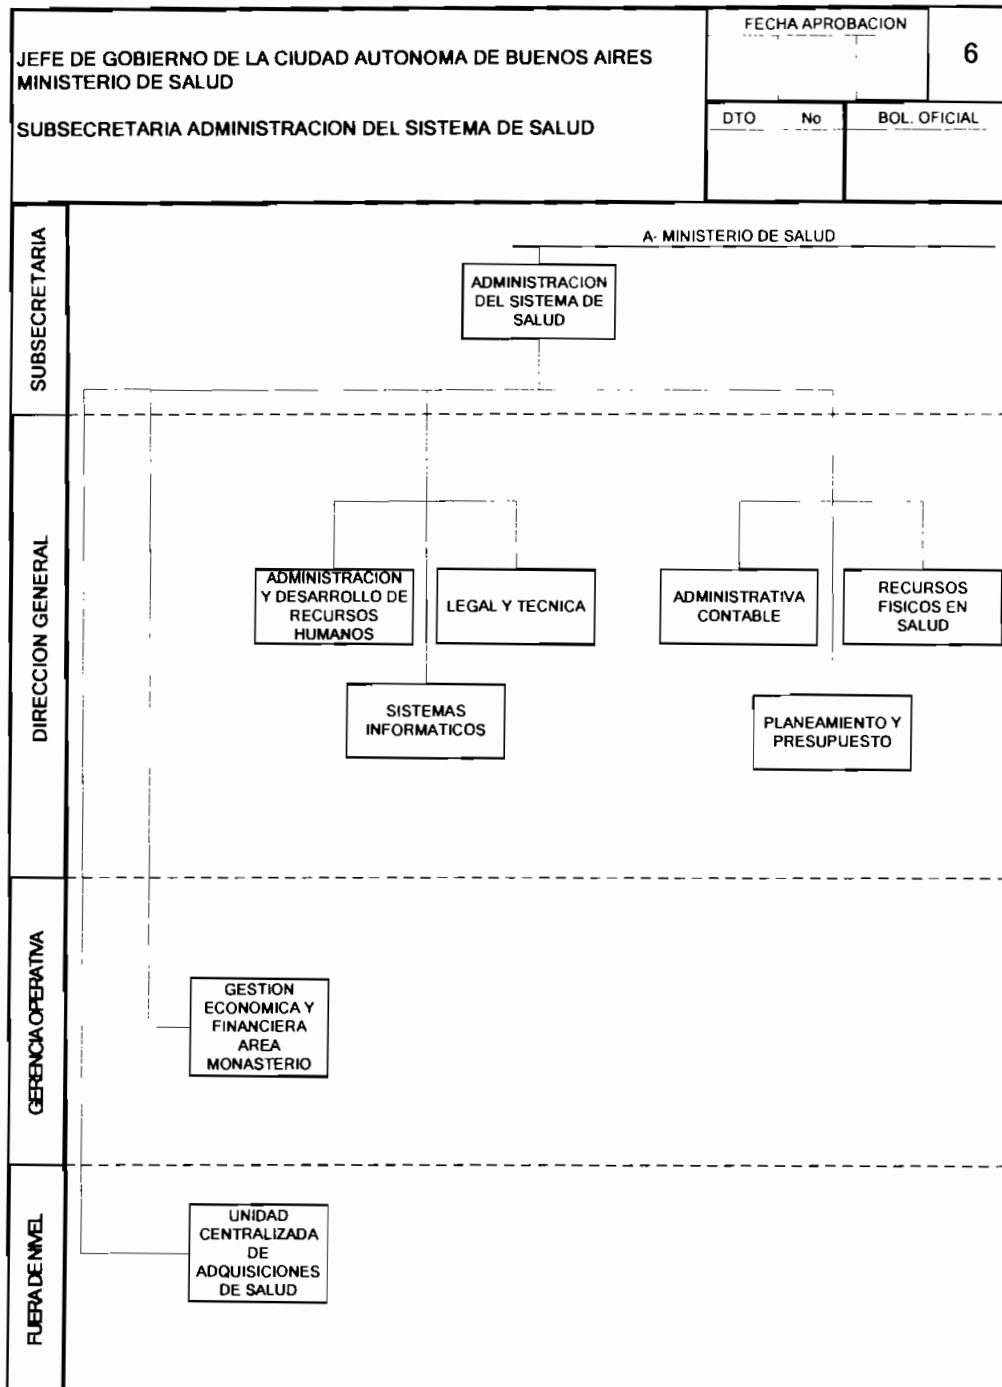 JEFE DE GOBIERNO DE LA CIUDAD AUTONOMA DE BUENOS AIRES
MINISTERIO DE SALUD
SUBSECRETARIA ADMINISTRACION DEL SISTEMA DE SALUD
FECHA APROBACION
6
DTO No
BOL. OFICIAL
SUBSECRETARIA
A- MINISTERIO DE SALUD
ADMINISTRACION
DEL SISTEMA DE
SALUD
DIRECCION GENERAL
ADMINISTRACION
Y DESARROLLO DE
RECURSOS
HUMANOS
LEGAL Y TECNICA
ADMINISTRATIVA
CONTABLE
RECURSOS
FISICOS EN
SALUD
SISTEMAS
INFORMATICOS
PLANEAMIENTO Y
PRESUPUESTO
GERENCIA OPERATIVA
GESTION
ECONOMICA Y
FINANCIERA
AREA
MONASTERIO
FUERA DE NIVEL
UNIDAD
CENTRALIZADA
DE
ADQUISICIONES
DE SALUD